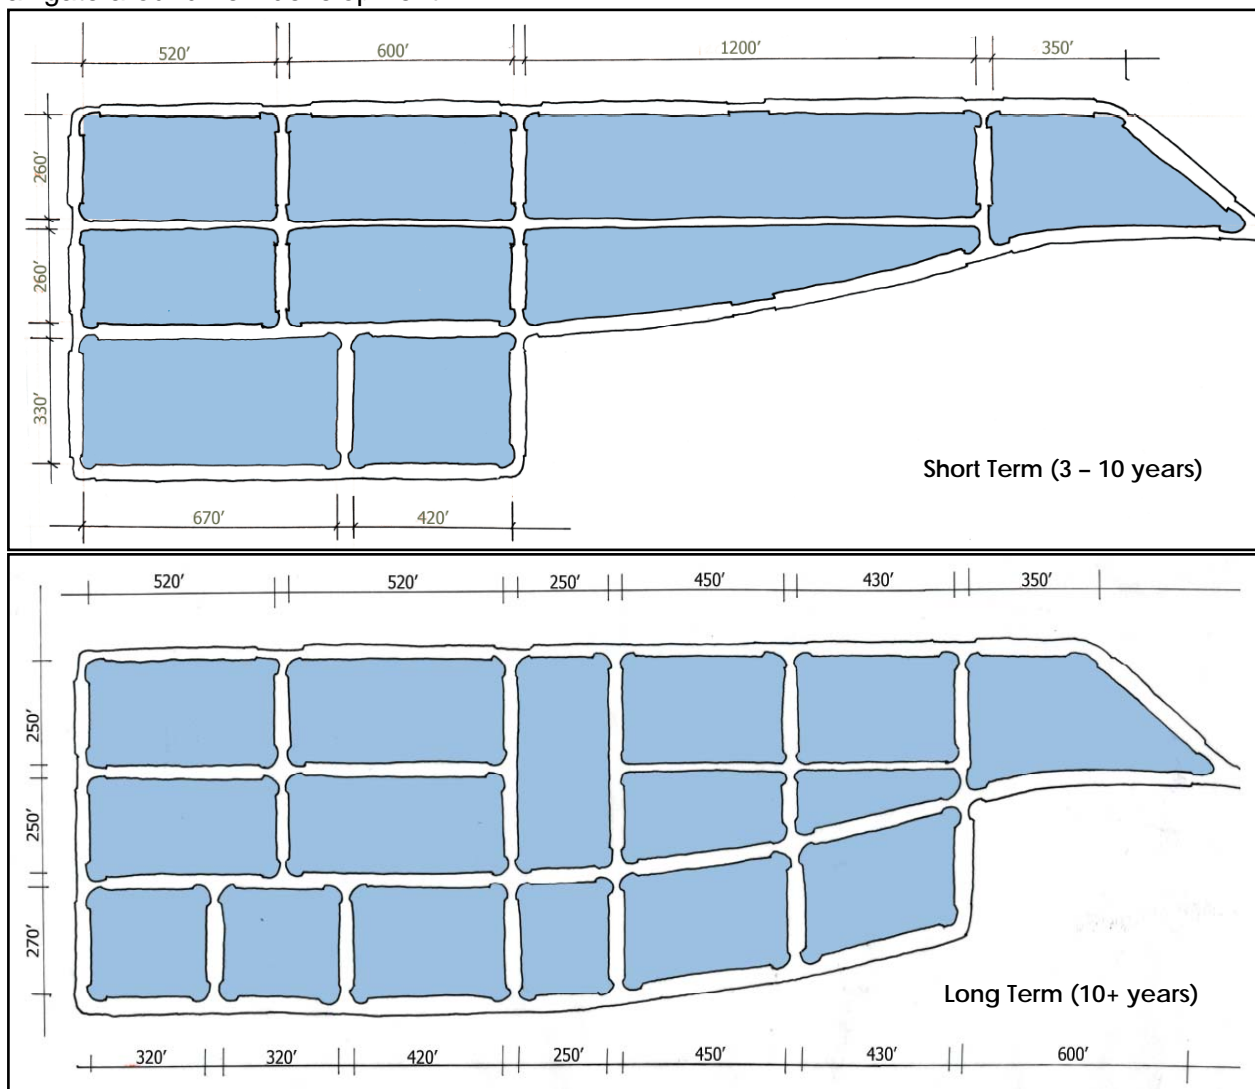 520' 600' 1200' 350'
260'
260'
330'
Short Term (3 – 10 years)
670' 420'
520' 520' 250' 450' 430' 350'
250'
250'
270'
Long Term (10+ years)
320' 320' 420' 250' 450' 430' 600'